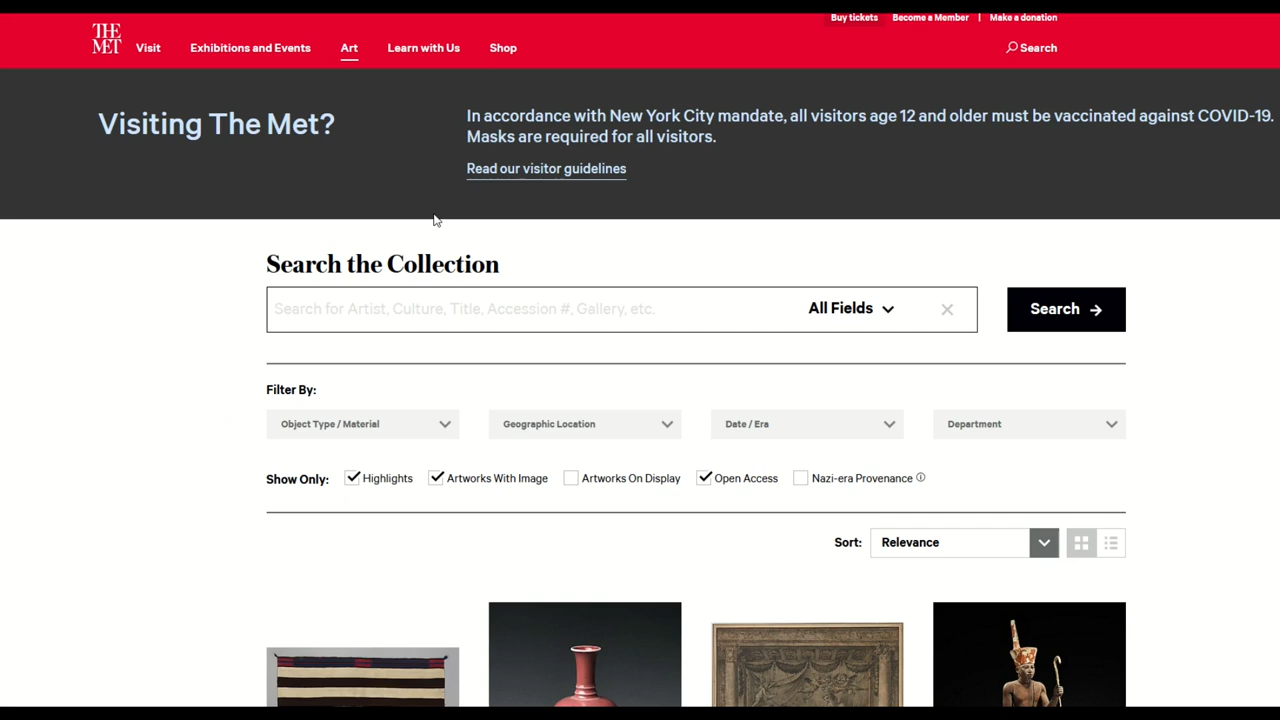 Buy tickets Become a Member | Make a donation
THE
MET
Visit Exhibitions and Events Art Learn with Us Shop Search
Visiting The Met?
In accordance with New York City mandate, all visitors age 12 and older must be vaccinated against COVID-19.
Masks are required for all visitors.
Read our visitor guidelines
Search the Collection
Search for Artist, Culture, Title, Accession #, Gallery, etc. All Fields Search
Filter By:
Object Type / Material Geographic Location Date / Era Department
Show Only: Highlights Artworks With Image Artworks On Display Open Access Nazi-era Provenance
Sort: Relevance